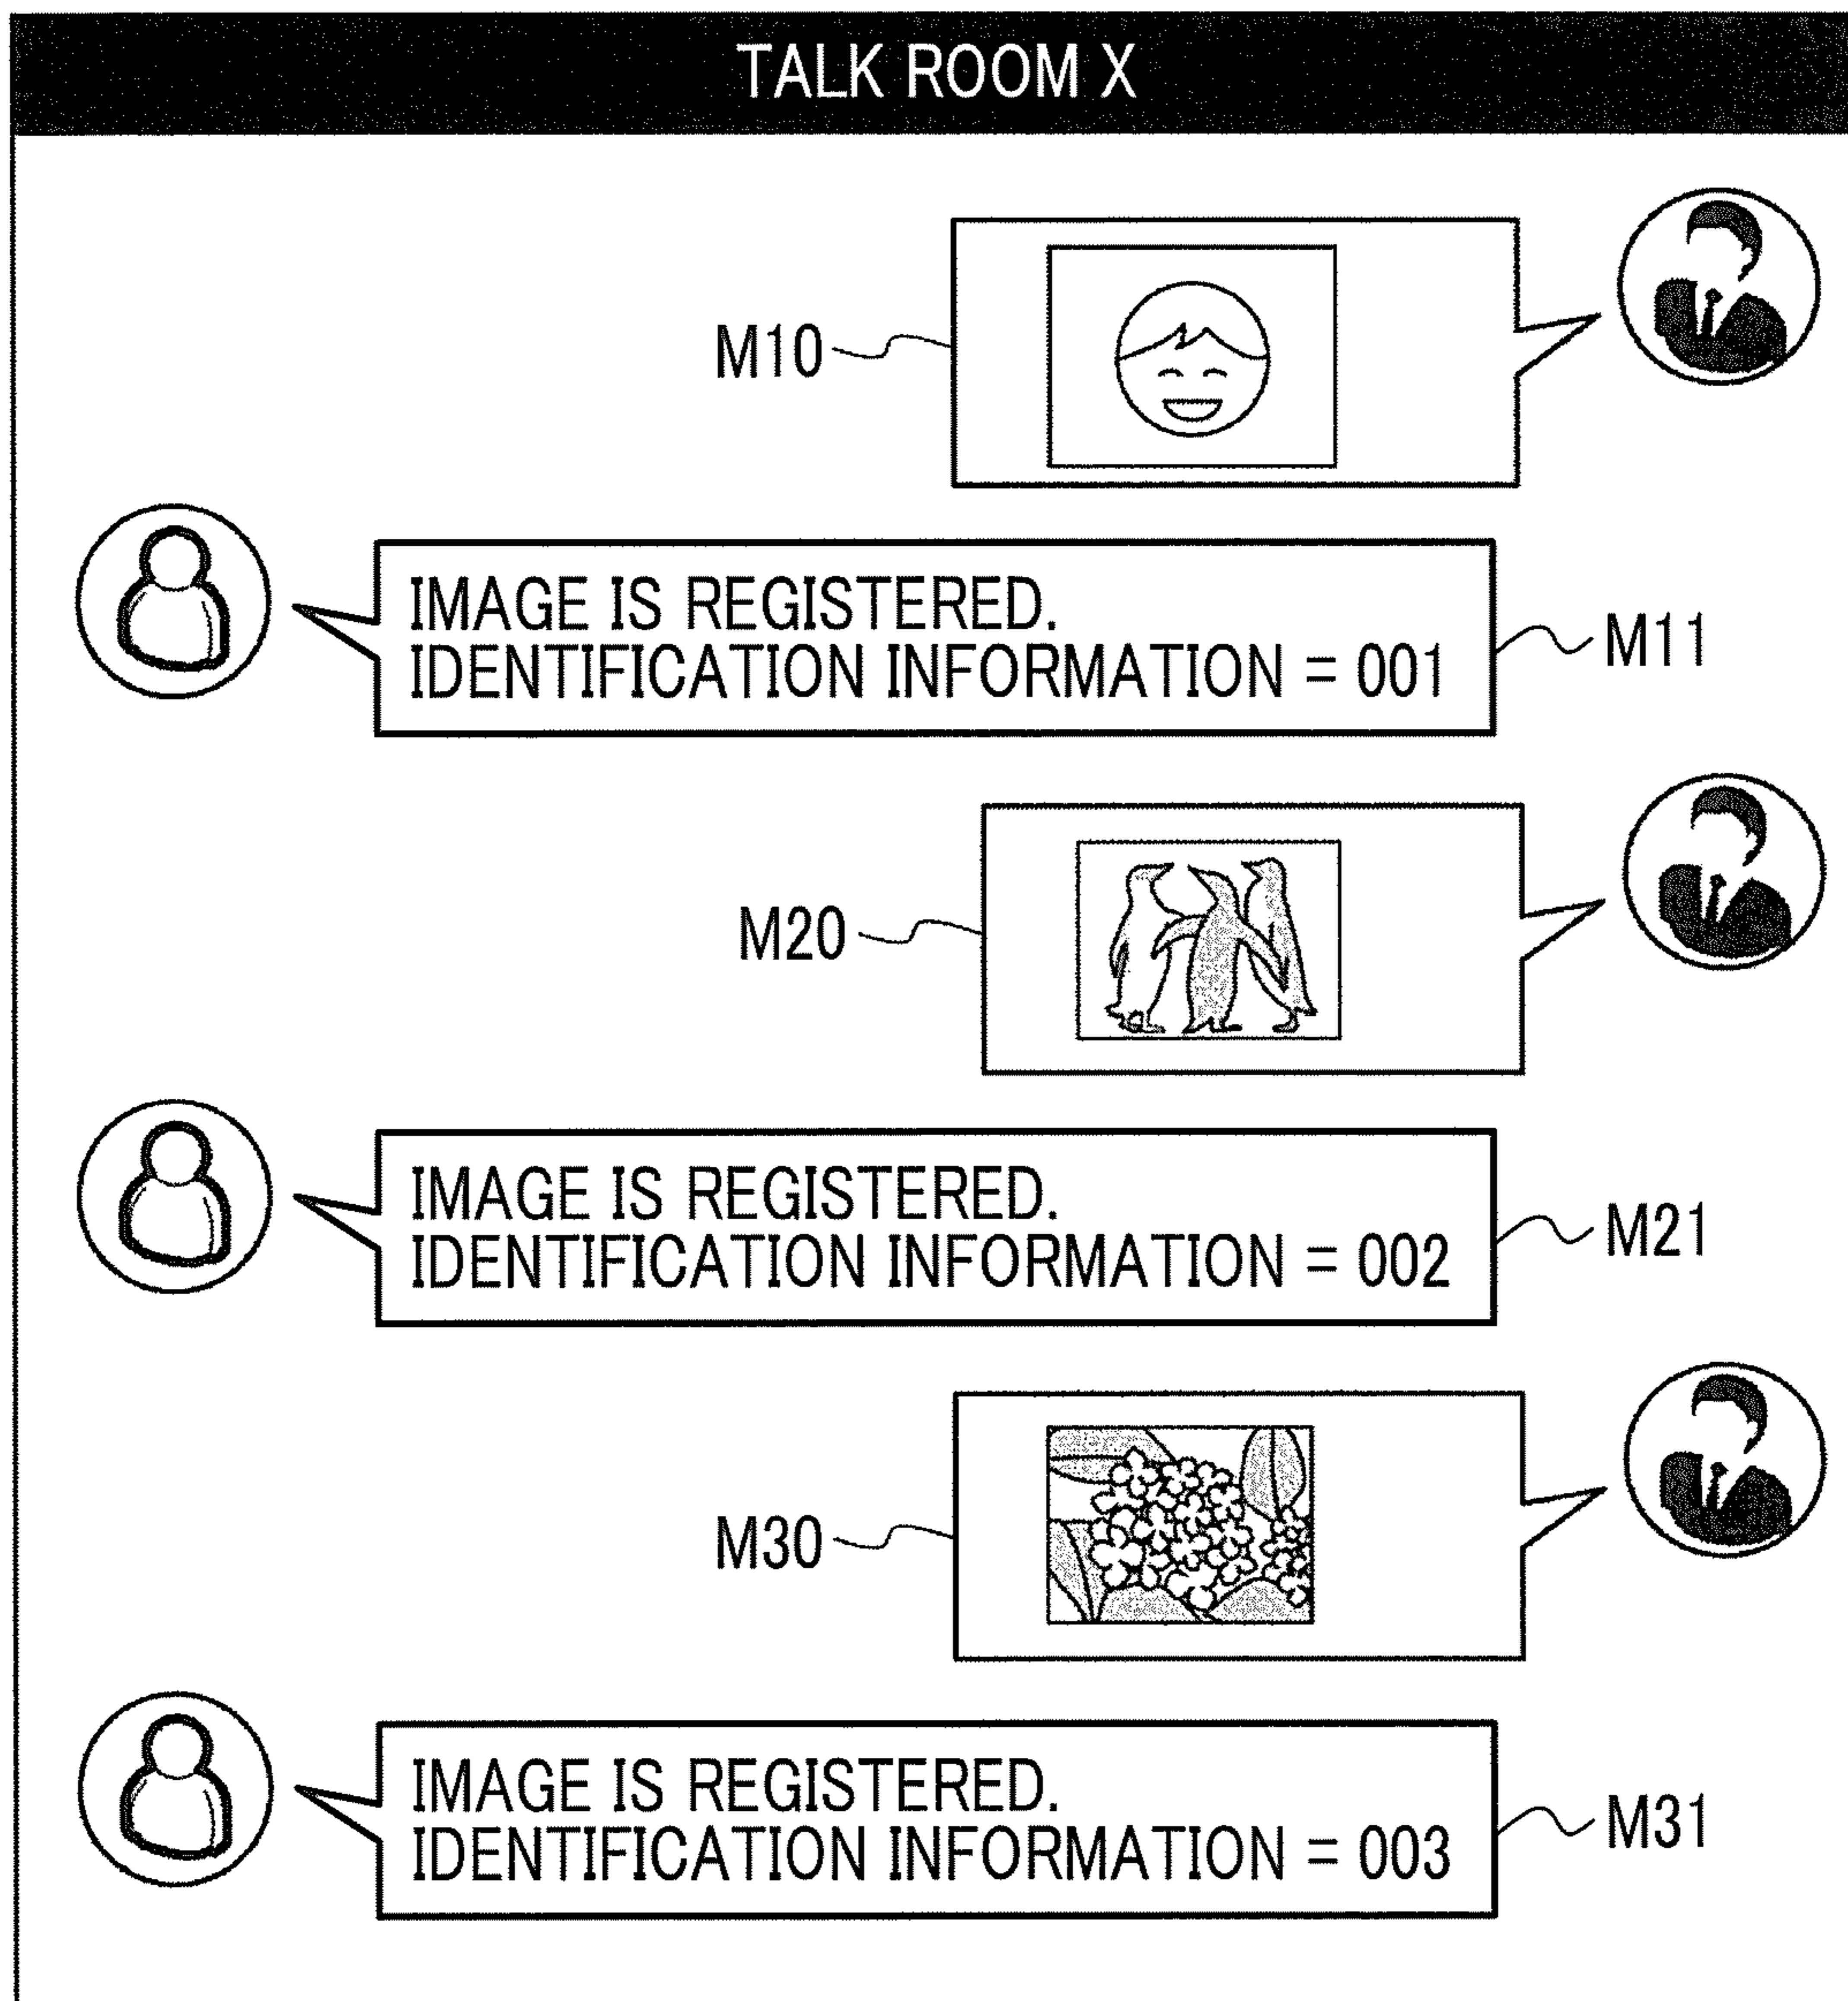 TALK ROOM X
M10
IMAGE IS REGISTERED.
IDENTIFICATION INFORMATION = 001
M11
M20
IMAGE IS REGISTERED.
IDENTIFICATION INFORMATION = 002
M21
M30
IMAGE IS REGISTERED.
IDENTIFICATION INFORMATION = 003
M31